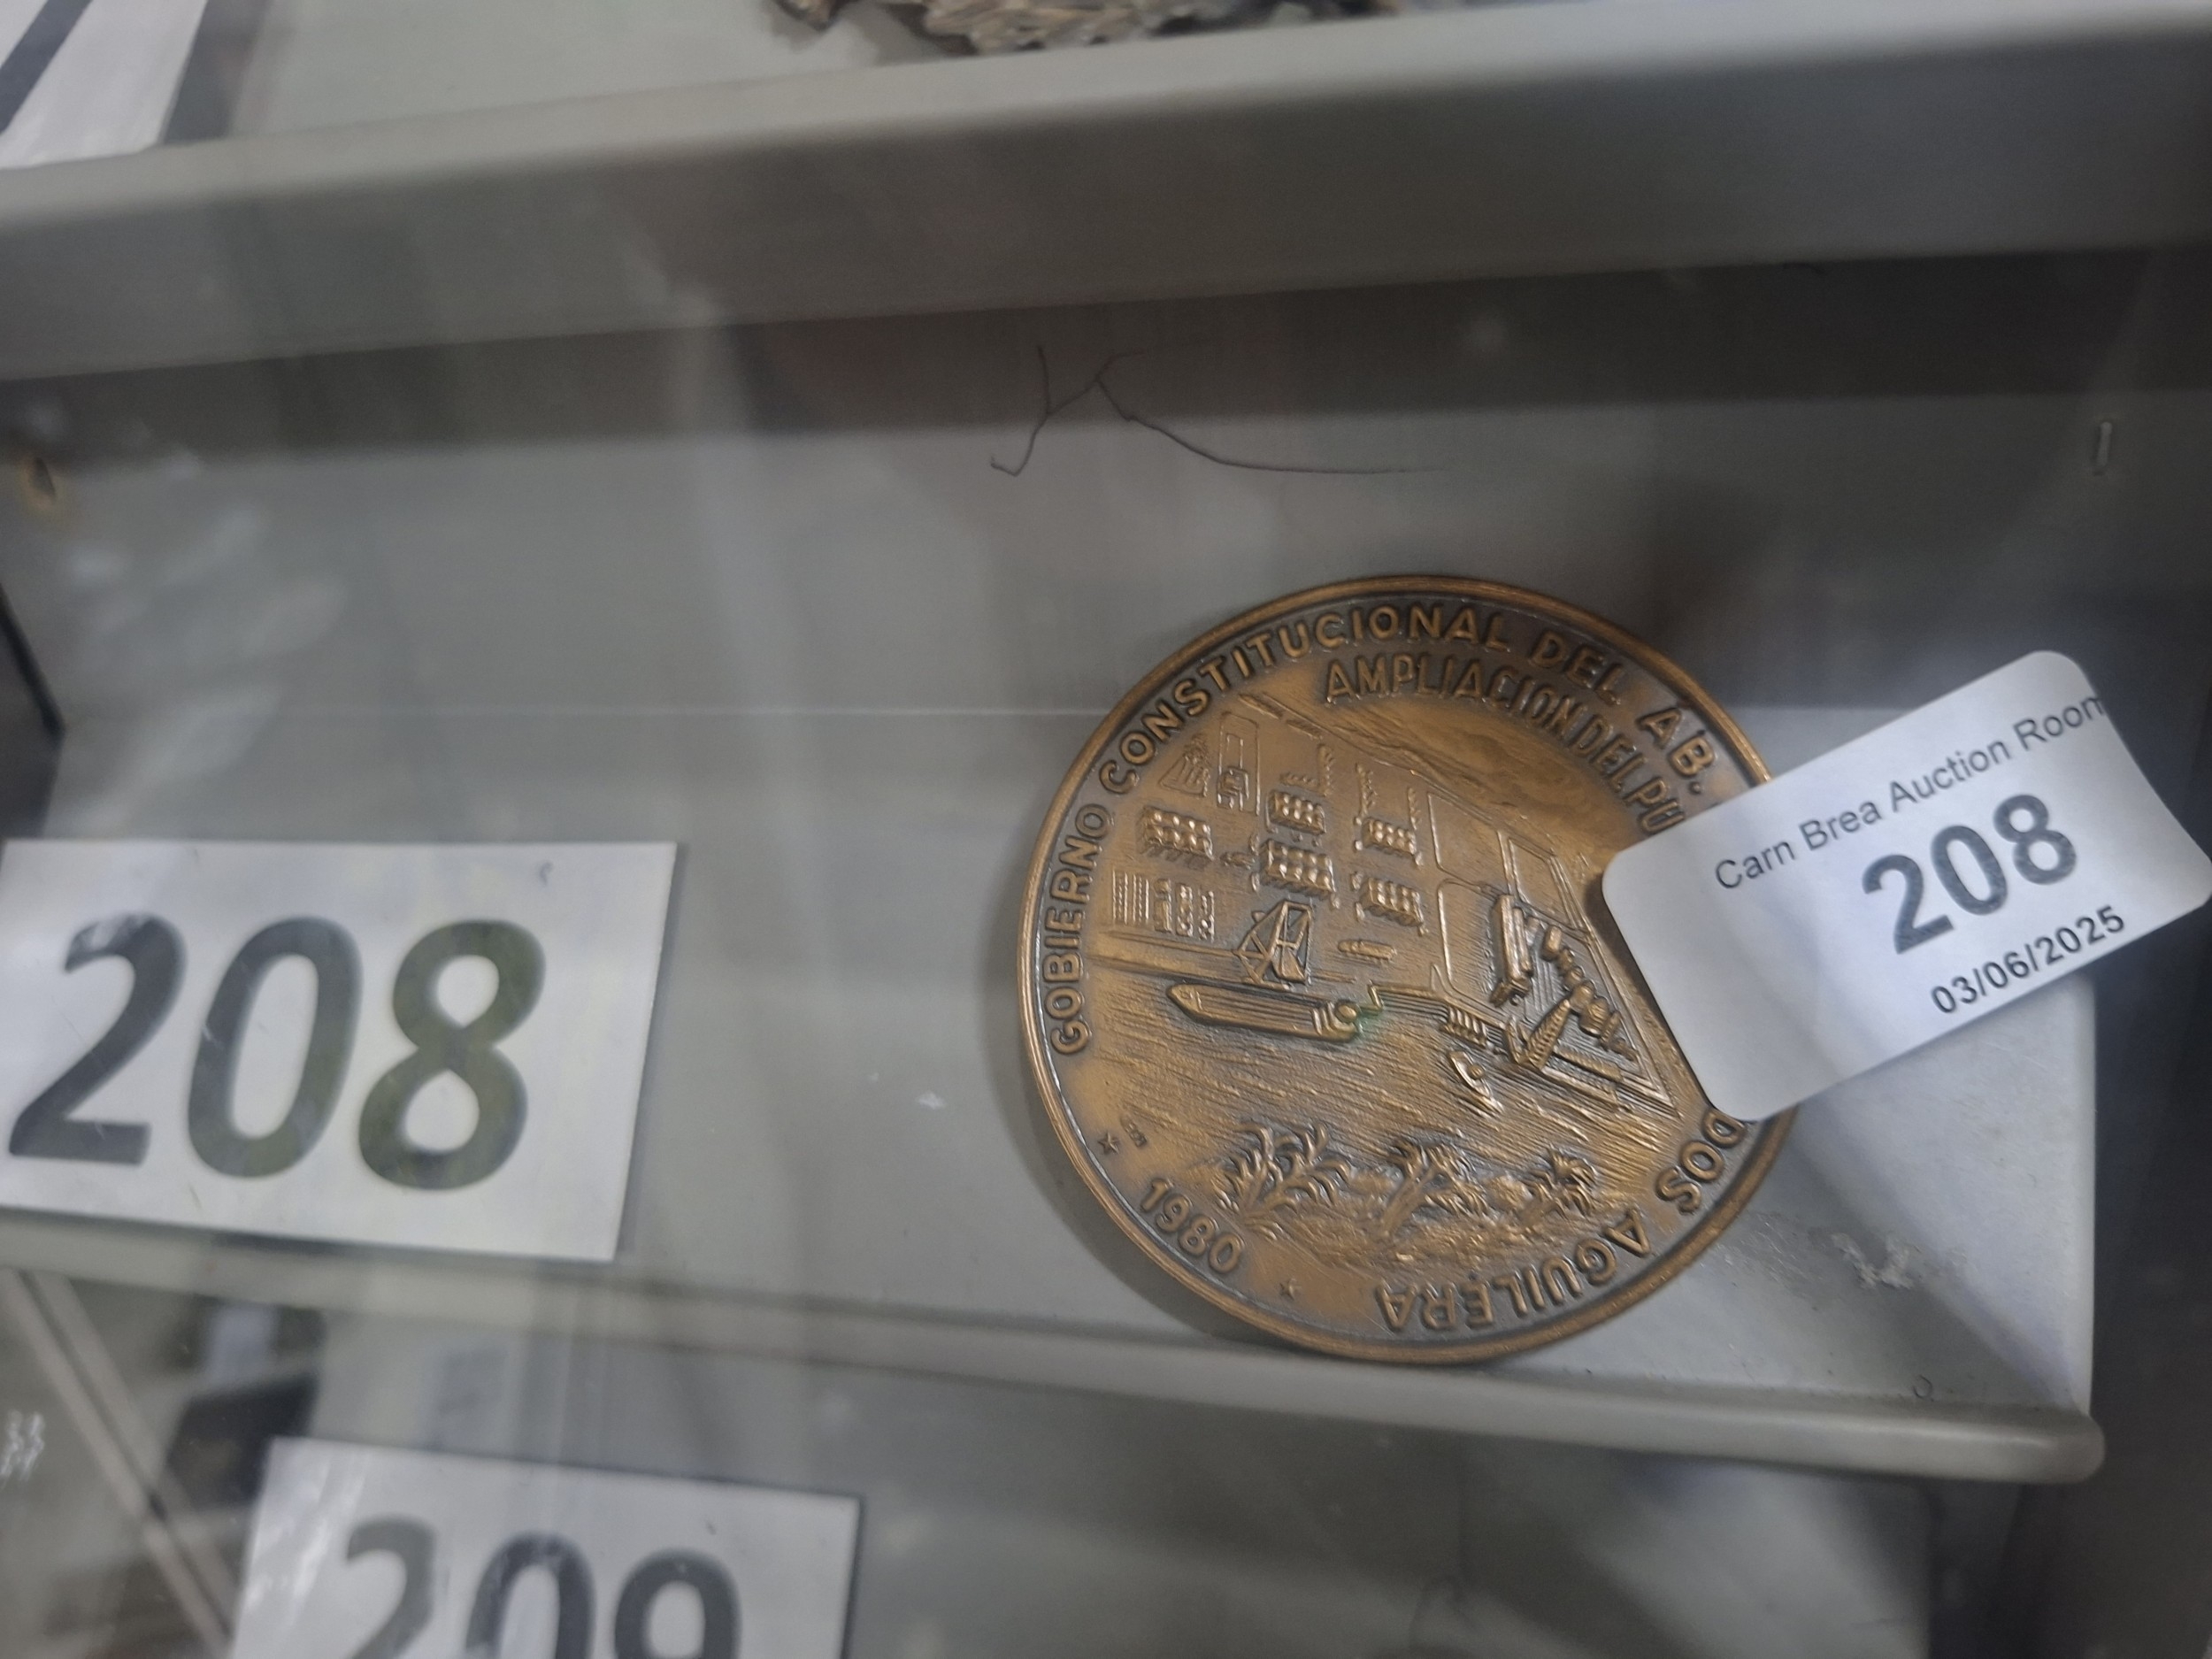 GOBIERNO CONSTITUCIONAL DEL AB.
DOS AGUILERA
AMPLIACION DEL PU
1980
Carn Brea Auction Room
208
03/06/2025
208
209